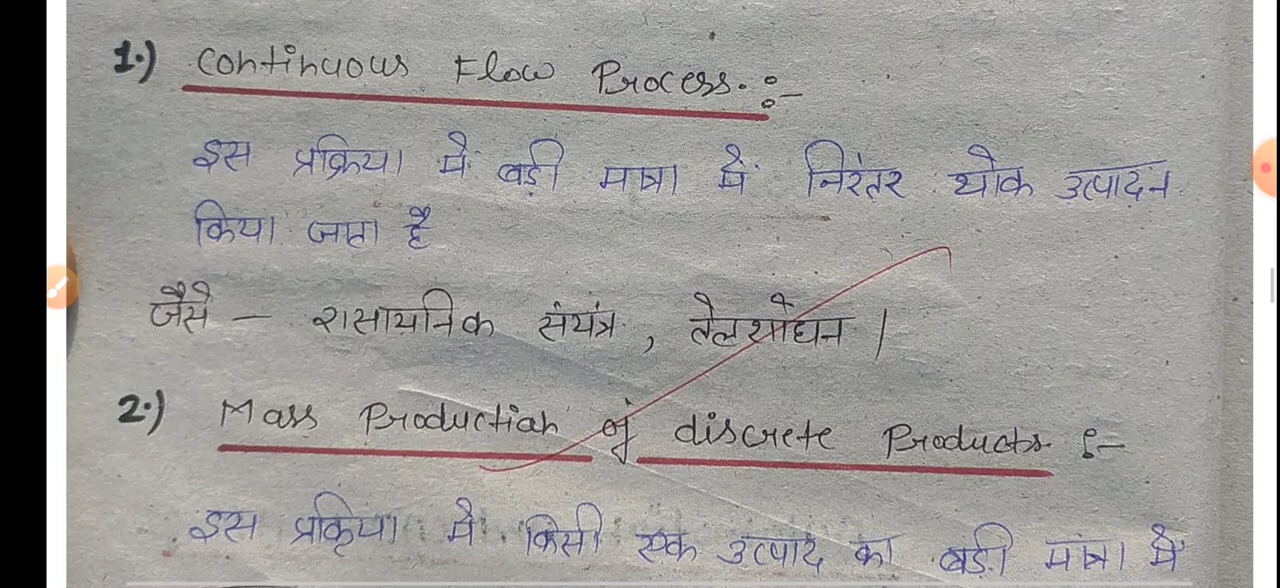 1.) Continuous Flow Process. :-
इस प्रक्रिया में बड़ी मात्रा में निरंतर थोक उत्पादन
किया जाता है
जैसे - रासायनिक संयंत्र, तेलशोधन |
2.) Mass Production of discrete Products. :-
इस प्रकिृया में किसी एक उत्पाद का बड़ी मात्रा में